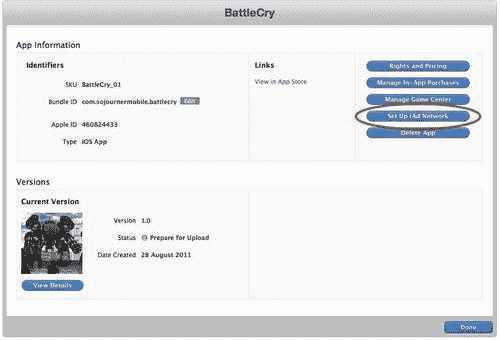 BattleCry
App Information
Identifiers
SKU BattleCry_01
Bundle ID com.sojournermobile.battlecry
Apple ID 460824433
Type iOS App
Links
View in App Store
Rights and Pricing
Manage In-App Purchases
Manage Game Center
Set Up iAd Network
Delete App
Versions
Current Version
Version 1.0
Status Prepare for Upload
Date Created 28 August 2011
View Details
Done